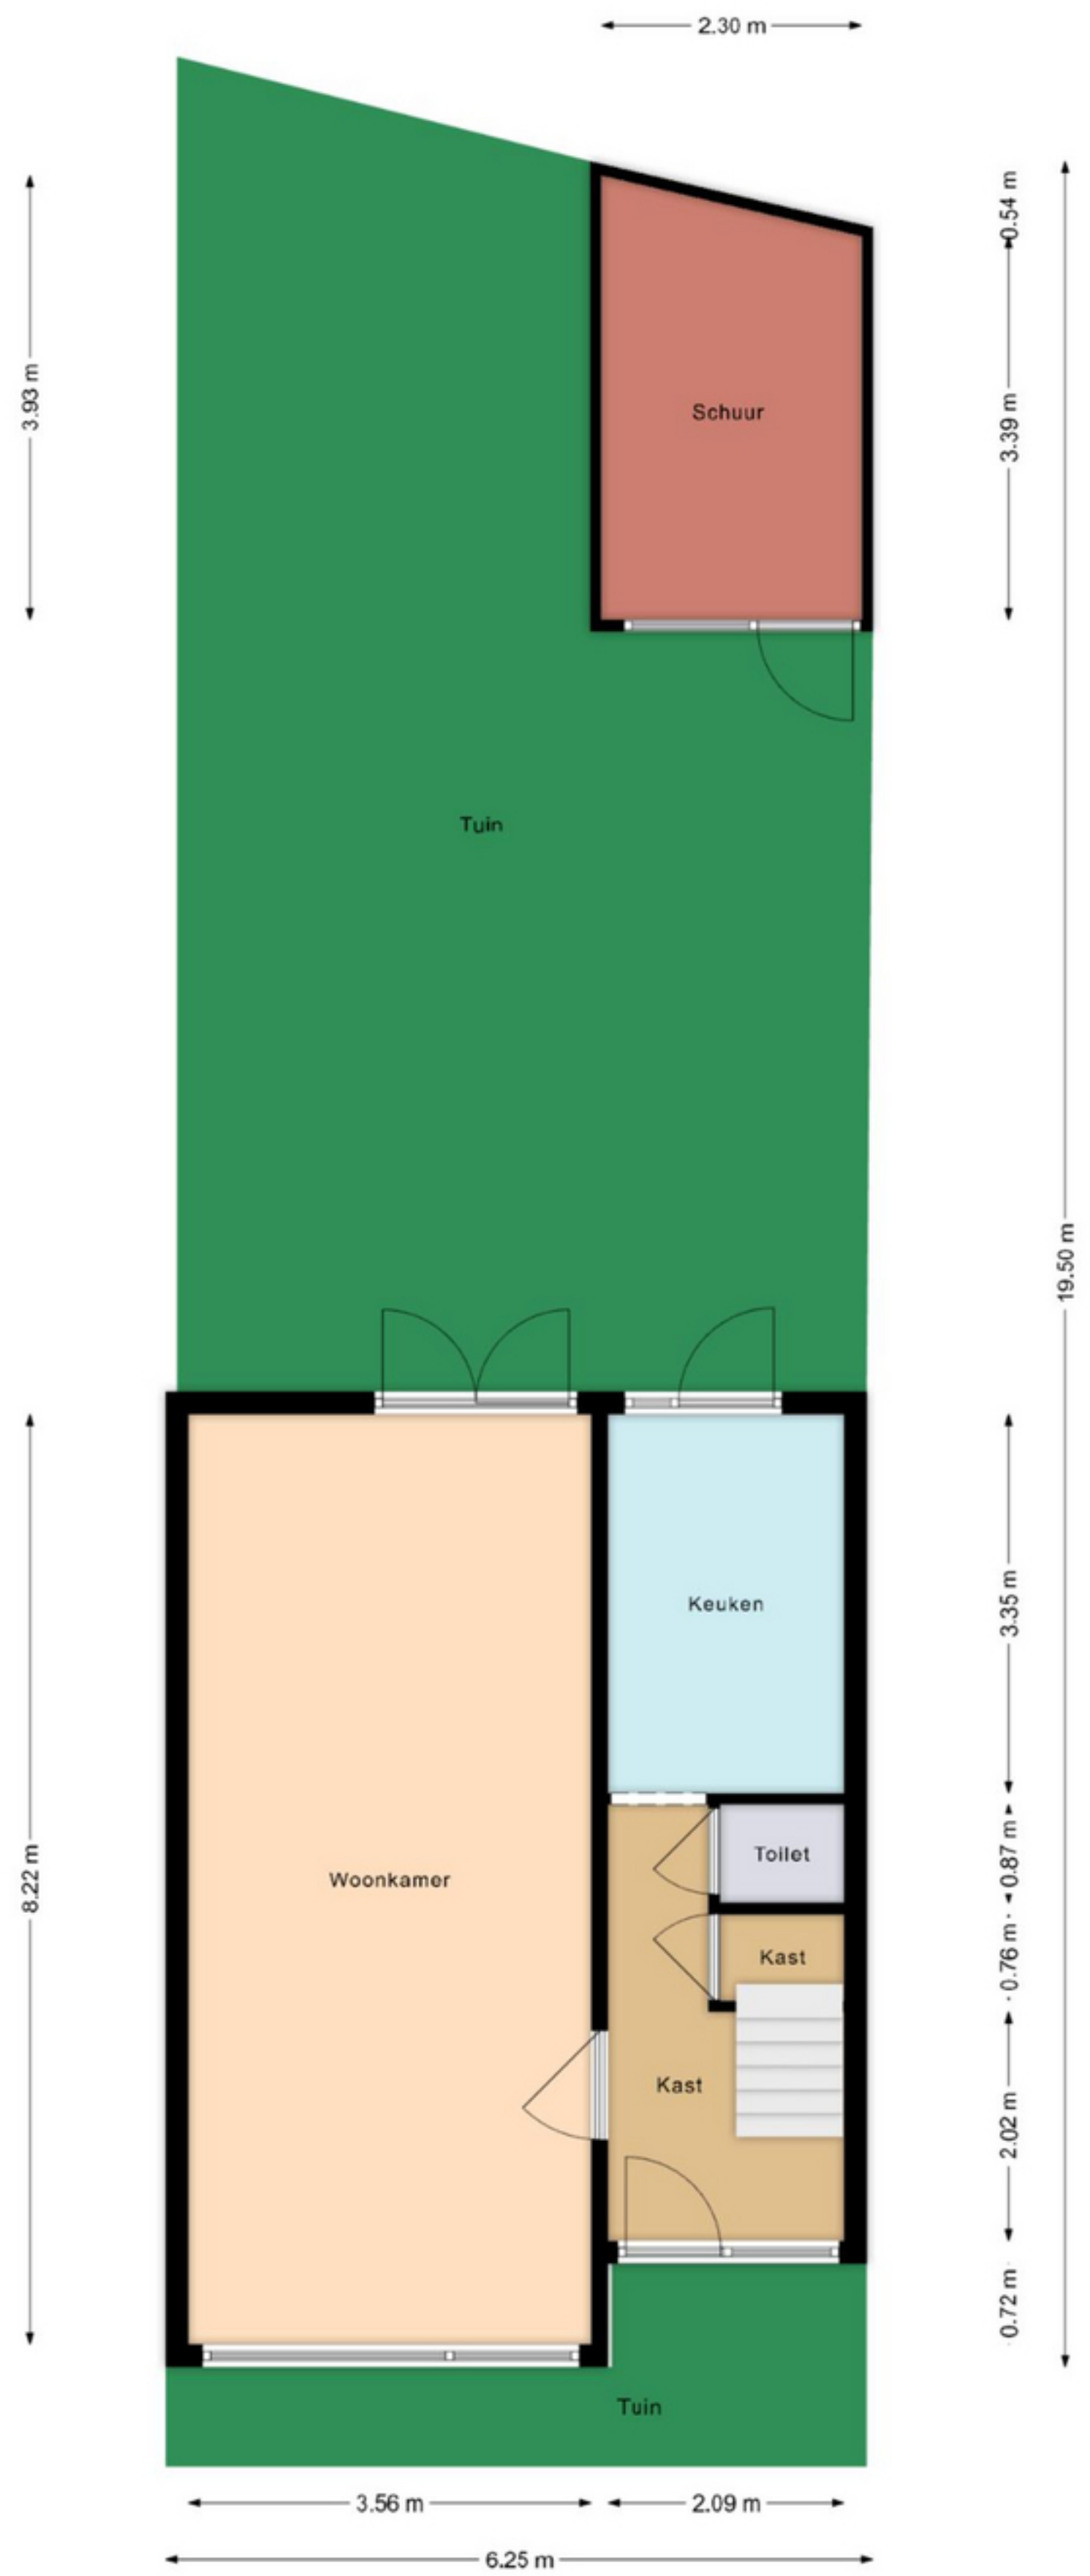 2.30 m
0.54 m
3.93 m
3.39 m
Schuur
Tuin
19.50 m
Keuken
3.35 m
Toilet
0.87 m
Woonkamer
8.22 m
Kast
0.76 m
Kast
2.02 m
0.72 m
Tuin
3.56 m
2.09 m
6.25 m